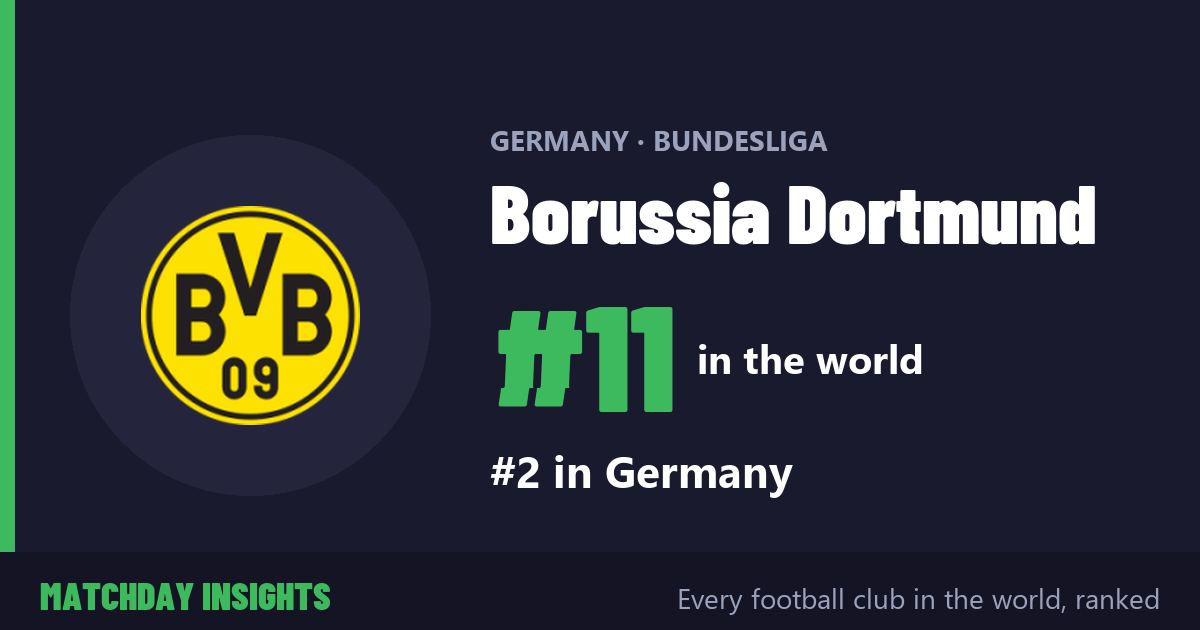 GERMANY · BUNDESLIGA
Borussia Dortmund
BVB
09
#11 in the world
#2 in Germany
MATCHDAY INSIGHTS
Every football club in the world, ranked